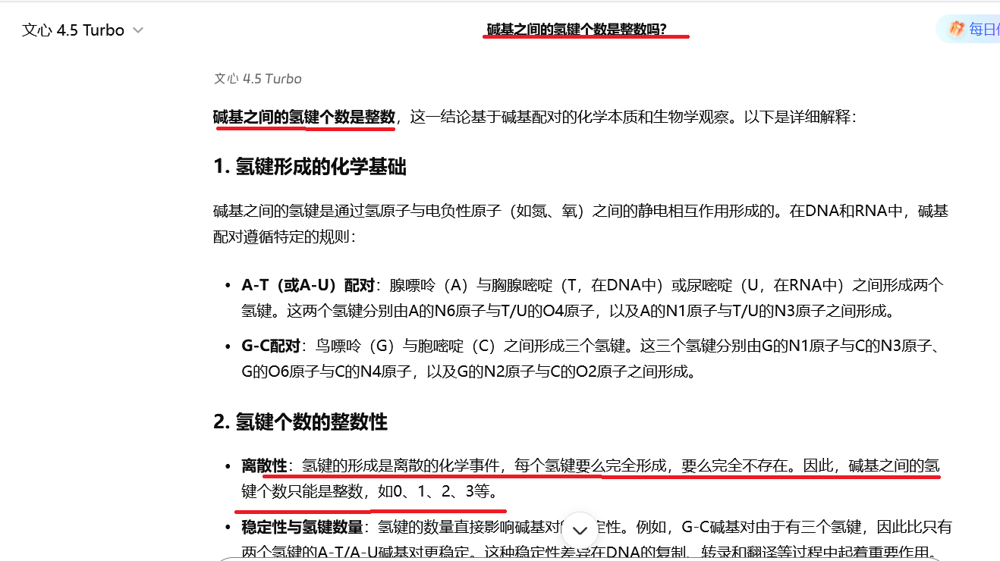 文心 4.5 Turbo
碱基之间的氢键个数是整数吗?
每日
文心 4.5 Turbo
碱基之间的氢键个数是整数，这一结论基于碱基配对的化学本质和生物学观察。以下是详细解释：
1. 氢键形成的化学基础
碱基之间的氢键是通过氢原子与电负性原子（如氮、氧）之间的静电相互作用形成的。在DNA和RNA中，碱基
配对遵循特定的规则：
• A-T（或A-U）配对：腺嘌呤（A）与胸腺嘧啶（T，在DNA中）或尿嘧啶（U，在RNA中）之间形成两个
氢键。这两个氢键分别由A的N6原子与T/U的O4原子，以及A的N1原子与T/U的N3原子之间形成。
• G-C配对：鸟嘌呤（G）与胞嘧啶（C）之间形成三个氢键。这三个氢键分别由G的N1原子与C的N3原子、
G的O6原子与C的N4原子，以及G的N2原子与C的O2原子之间形成。
2. 氢键个数的整数性
• 离散性：氢键的形成是离散的化学事件，每个氢键要么完全形成，要么完全不存在。因此，碱基之间的氢
键个数只能是整数，如0、1、2、3等。
• 稳定性与氢键数量：氢键的数量直接影响碱基对的定性。例如，G-C碱基对由于有三个氢键，因此比只有
两个氢键的A-T/A-U碱基对更稳定。这种稳定性差异在DNA的复制、转录和翻译等过程中起着重要作用。